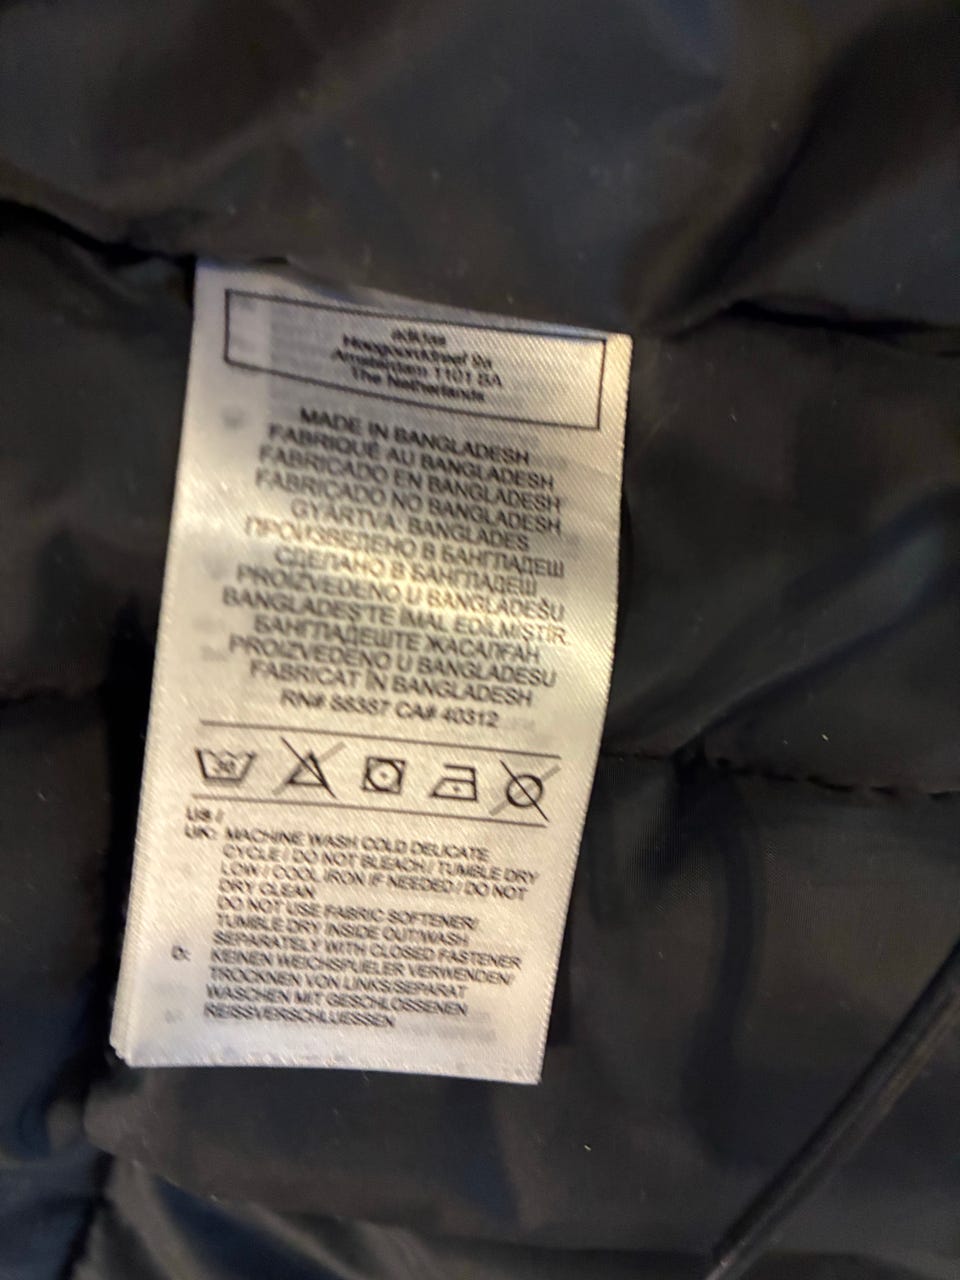 adidas
Hoogoorddreef 9a
Amsterdam 1101 BA
The Netherlands
MADE IN BANGLADESH
FABRIQUÉ AU BANGLADESH
FABRICADO EN BANGLADESH
FABRICADO NO BANGLADESH
GYÁRTVA: BANGLADES
ПРОИЗВЕДЕНО В БАНГЛАДЕШ
СДЕЛАНО В БАНГЛАДЕШ
PROIZVEDENO U BANGLADEŠU
BANGLADEŞ'TE İMAL EDİLMİŞTİR
БАНГЛАДЕШТЕ ЖАСАЛҒАН
PROIZVEDENO U BANGLADESU
FABRICAT ÎN BANGLADESH
RN# 88387 CA# 40312
30
US /
UK: MACHINE WASH COLD DELICATE
CYCLE / DO NOT BLEACH / TUMBLE DRY
LOW / COOL IRON IF NEEDED / DO NOT
DRY CLEAN
DO NOT USE FABRIC SOFTENER/
TUMBLE DRY INSIDE OUT/WASH
SEPARATELY WITH CLOSED FASTENER
D: KEINEN WEICHSPUELER VERWENDEN/
TROCKNEN VON LINKS/SEPARAT
WASCHEN MIT GESCHLOSSENEN
REISSVERSCHLUESSEN